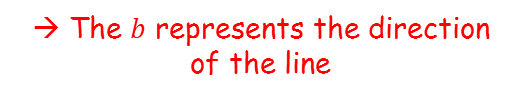 → The b represents the direction
of the line